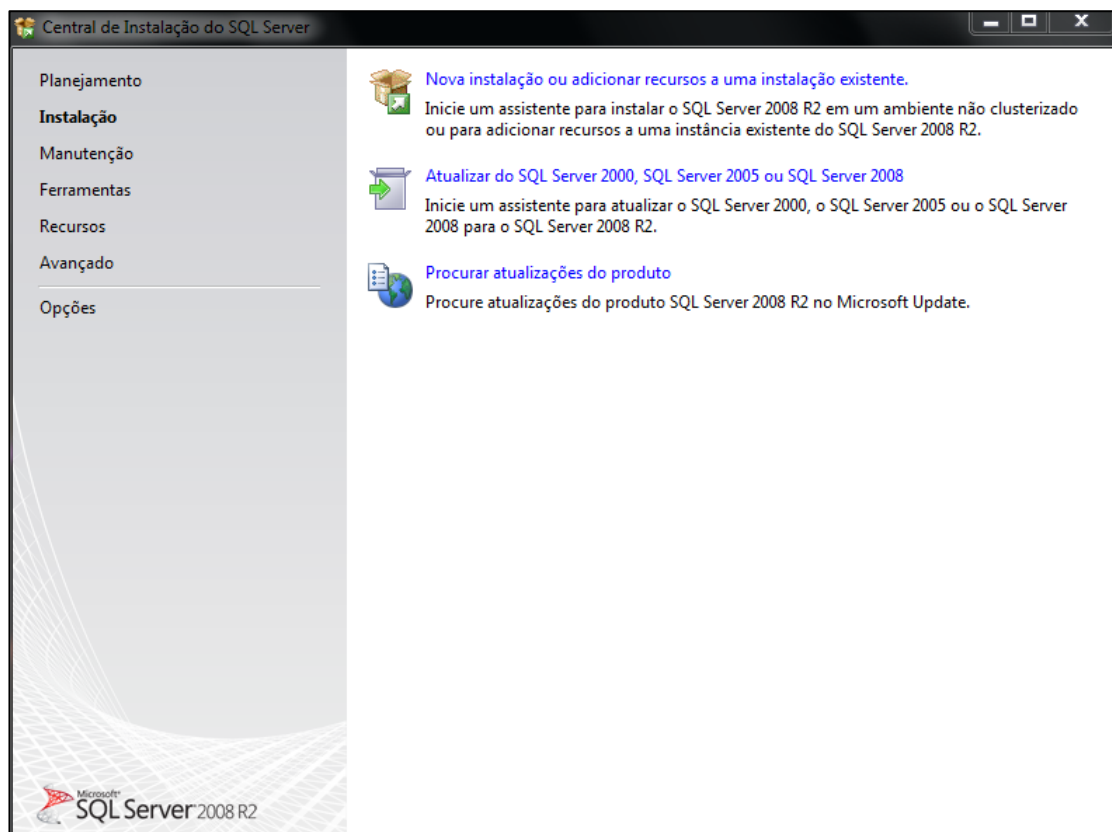 Central de Instalação do SQL Server
Planejamento
Instalação
Manutenção
Ferramentas
Recursos
Avançado
Opções
Nova instalação ou adicionar recursos a uma instalação existente.
Inicie um assistente para instalar o SQL Server 2008 R2 em um ambiente não clusterizado
ou para adicionar recursos a uma instância existente do SQL Server 2008 R2.
Atualizar do SQL Server 2000, SQL Server 2005 ou SQL Server 2008
Inicie um assistente para atualizar o SQL Server 2000, o SQL Server 2005 ou o SQL Server
2008 para o SQL Server 2008 R2.
Procurar atualizações do produto
Procure atualizações do produto SQL Server 2008 R2 no Microsoft Update.
Microsoft
SQL Server 2008 R2